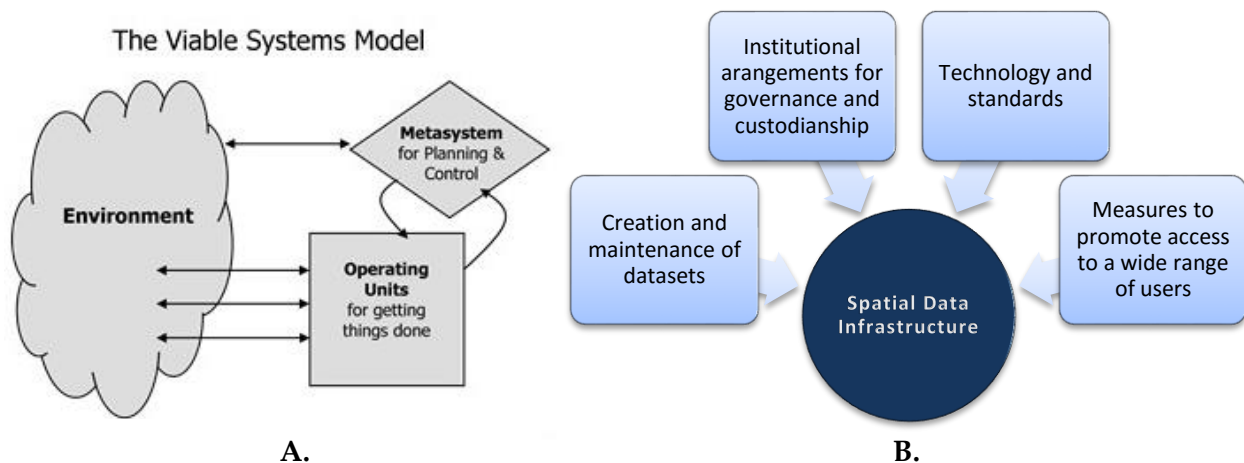 The Viable Systems Model
Environment
Metasystem
for Planning &
Control
Operating
Units
for getting
things done
A.
Institutional
arangements for
governance and
custodianship
Technology and
standards
Creation and
maintenance of
datasets
Measures to
promote access
to a wide range
of users
Spatial Data
Infrastructure
B.